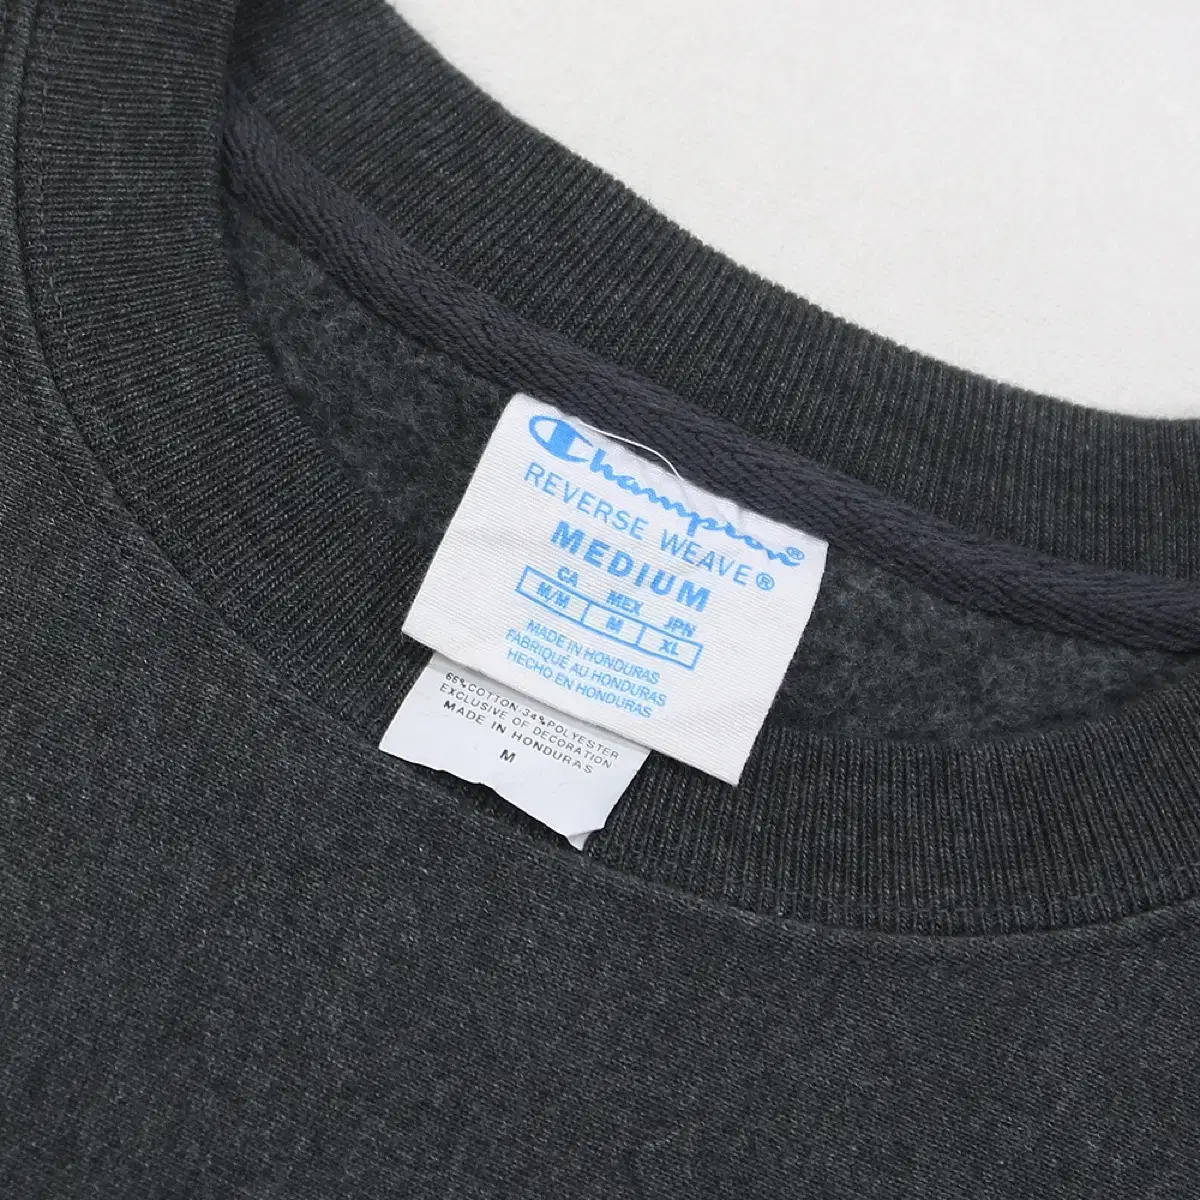 Champion®
REVERSE WEAVE®
MEDIUM
CA MEX JPN
M/M M XL
MADE IN HONDURAS
FABRIQUÉ AU HONDURAS
HECHO EN HONDURAS
66% COTTON/34% POLYESTER
EXCLUSIVE OF DECORATION
MADE IN HONDURAS
M